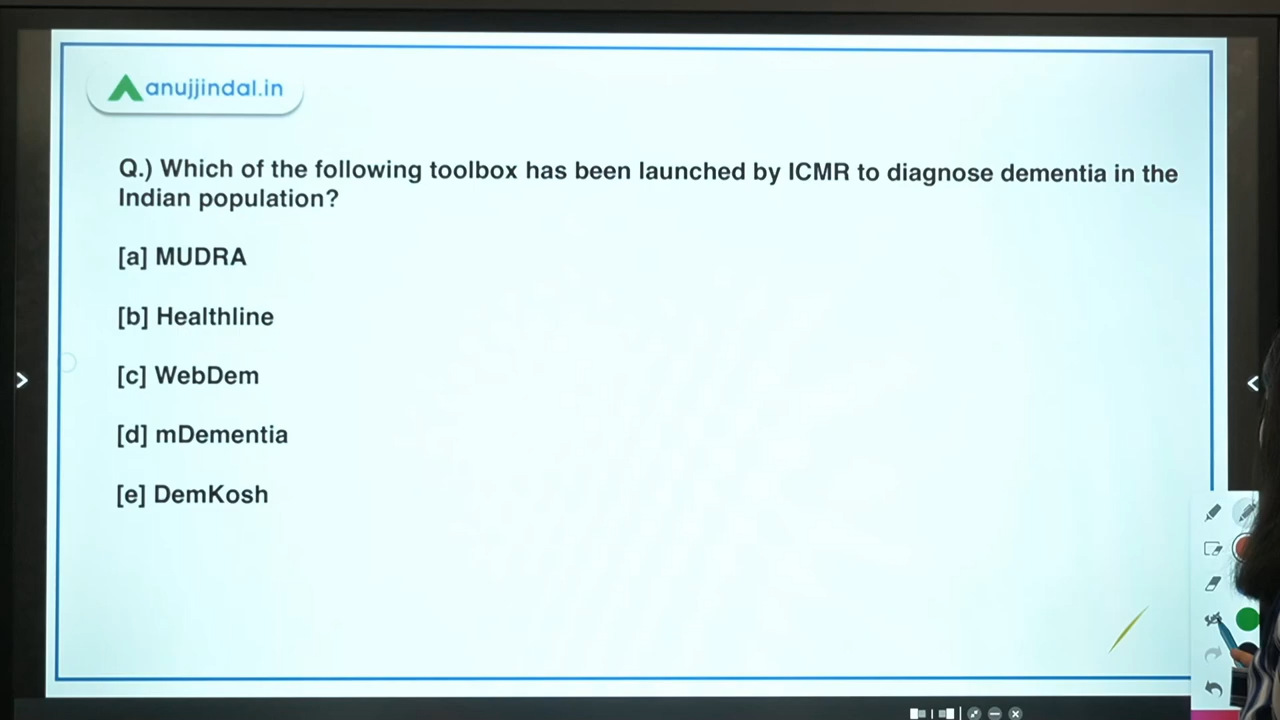 anujjindal.in
Q.) Which of the following toolbox has been launched by ICMR to diagnose dementia in the
Indian population?
[a] MUDRA
[b] Healthline
[c] WebDem
[d] mDementia
[e] DemKosh